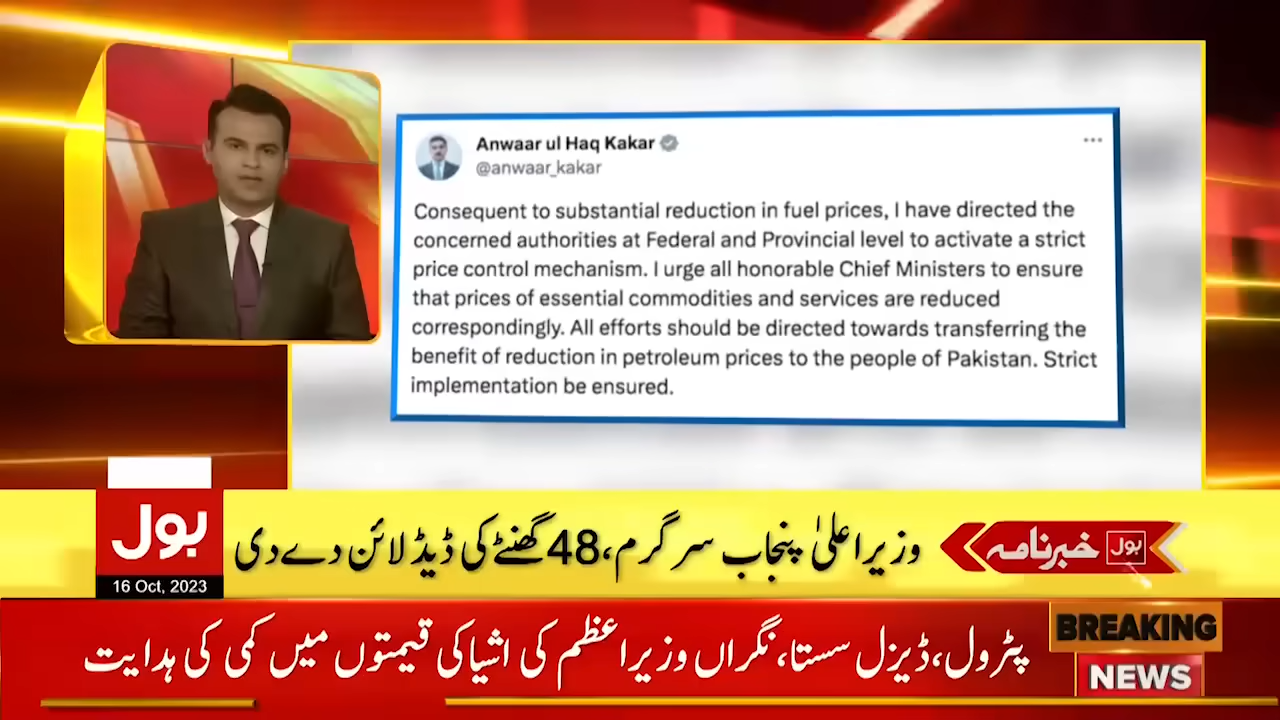 Anwaar ul Haq Kakar
@anwaar_kakar
Consequent to substantial reduction in fuel prices, I have directed the
concerned authorities at Federal and Provincial level to activate a strict
price control mechanism. I urge all honorable Chief Ministers to ensure
that prices of essential commodities and services are reduced
correspondingly. All efforts should be directed towards transferring the
benefit of reduction in petroleum prices to the people of Pakistan. Strict
implementation be ensured.
بول خبرنامہ
وزیراعلیٰ پنجاب سرگرم، 48 گھنٹے کی ڈیڈ لائن دے دی
بول
16 Oct, 2023
BREAKING
NEWS
پٹرول، ڈیزل سستا، نگراں وزیراعظم کی اشیا کی قیمتوں میں کمی کی ہدایت